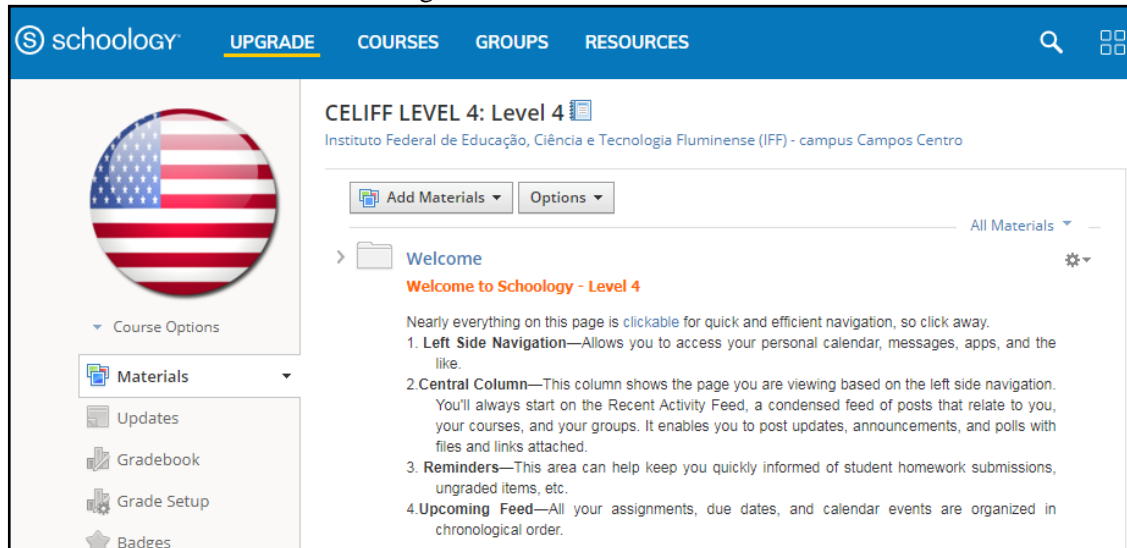 schoology UPGRADE COURSES GROUPS RESOURCES
CELIFF LEVEL 4: Level 4
Instituto Federal de Educação, Ciência e Tecnologia Fluminense (IFF) - campus Campos Centro
Add Materials Options
All Materials
Welcome
Welcome to Schoology - Level 4
Nearly everything on this page is clickable for quick and efficient navigation, so click away.
1. Left Side Navigation—Allows you to access your personal calendar, messages, apps, and the
like.
2.Central Column—This column shows the page you are viewing based on the left side navigation.
You'll always start on the Recent Activity Feed, a condensed feed of posts that relate to you,
your courses, and your groups. It enables you to post updates, announcements, and polls with
files and links attached.
3. Reminders—This area can help keep you quickly informed of student homework submissions,
ungraded items, etc.
4.Upcoming Feed—All your assignments, due dates, and calendar events are organized in
chronological order.
Course Options
Materials
Updates
Gradebook
Grade Setup
Badges